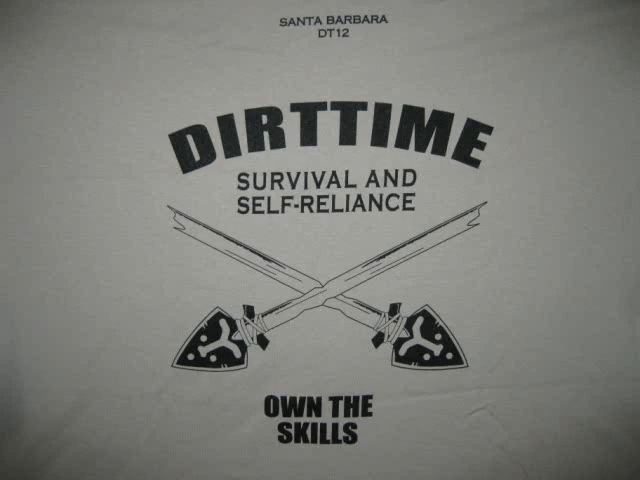 SANTA BARBARA
DT12
DIRTTIME
SURVIVAL AND
SELF-RELIANCE
OWN THE
SKILLS